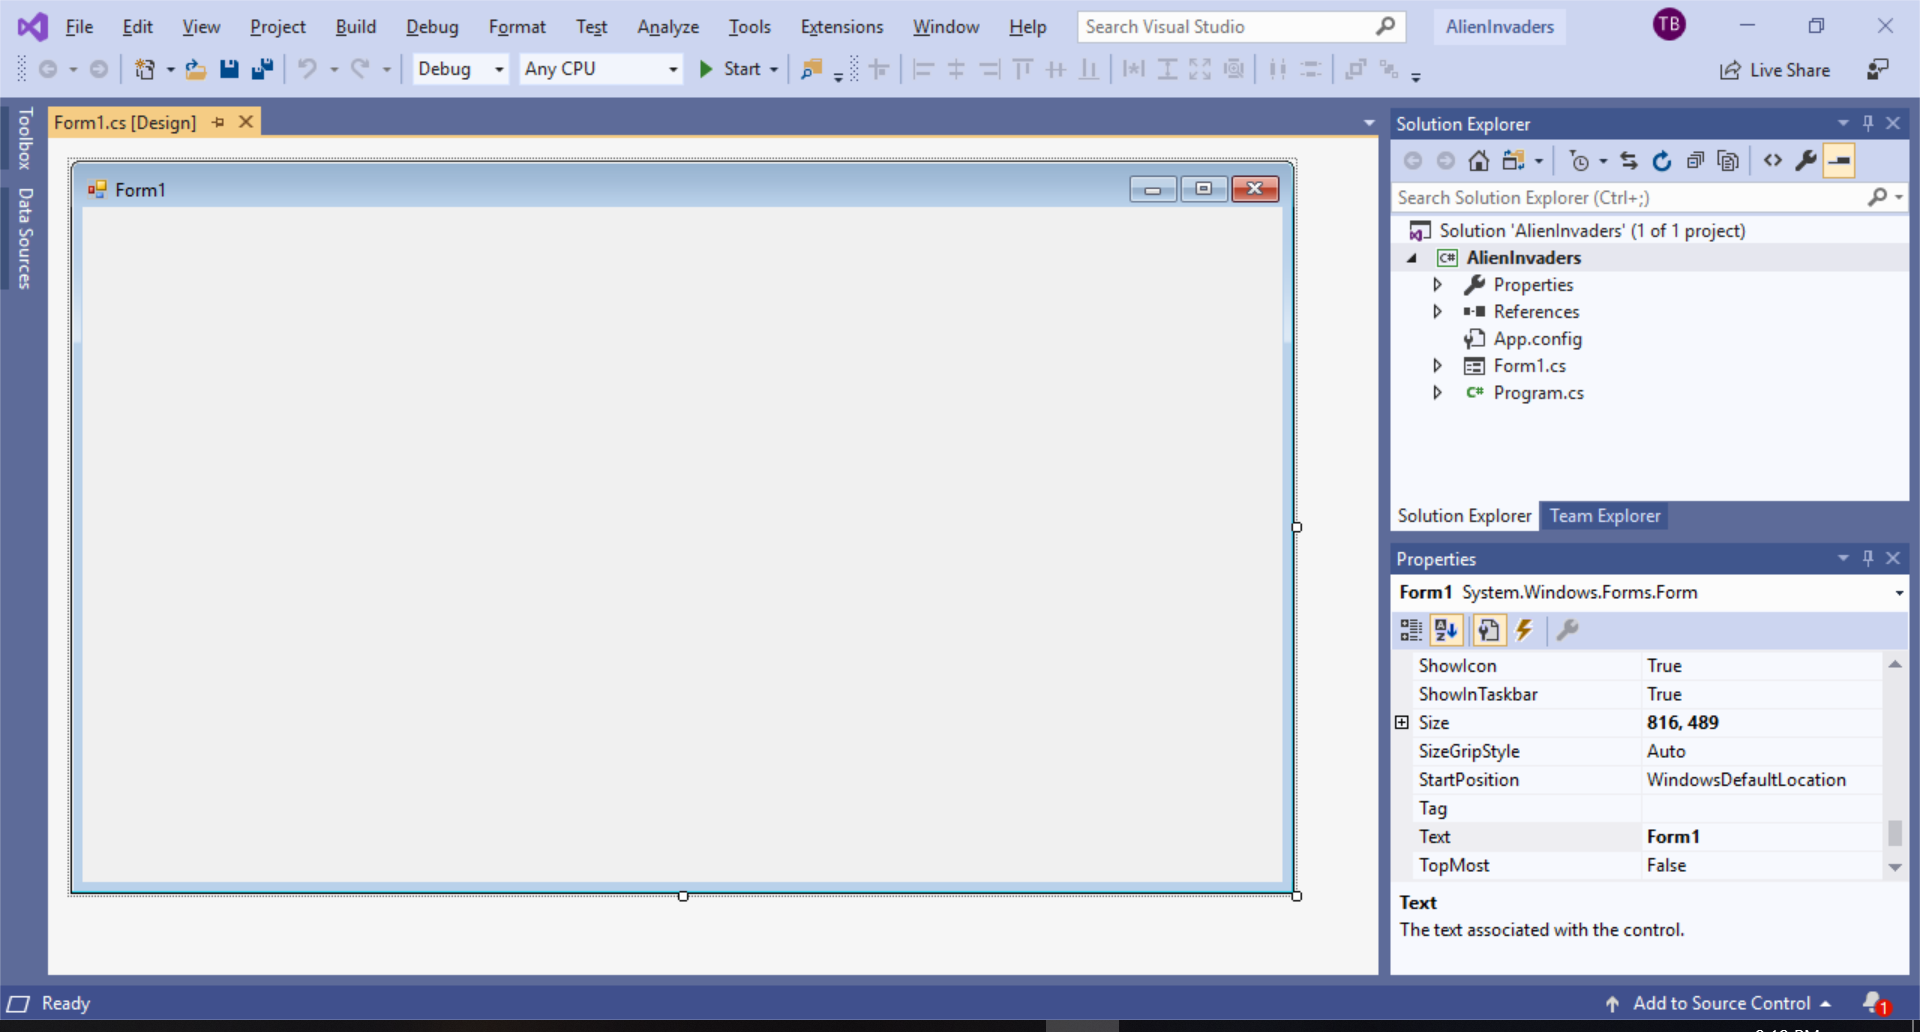 File Edit View Project Build Debug Format Test Analyze Tools Extensions Window Help Search Visual Studio AlienInvaders TB
Debug Any CPU Start Live Share
Toolbox
Data Sources
Form1.cs [Design]
Form1
Solution Explorer
Search Solution Explorer (Ctrl+;)
Solution 'AlienInvaders' (1 of 1 project)
C# AlienInvaders
Properties
References
App.config
Form1.cs
C# Program.cs
Solution Explorer Team Explorer
Properties
Form1 System.Windows.Forms.Form
ShowIcon True
ShowInTaskbar True
Size 816, 489
SizeGripStyle Auto
StartPosition WindowsDefaultLocation
Tag
Text Form1
TopMost False
Text
The text associated with the control.
Ready Add to Source Control 1